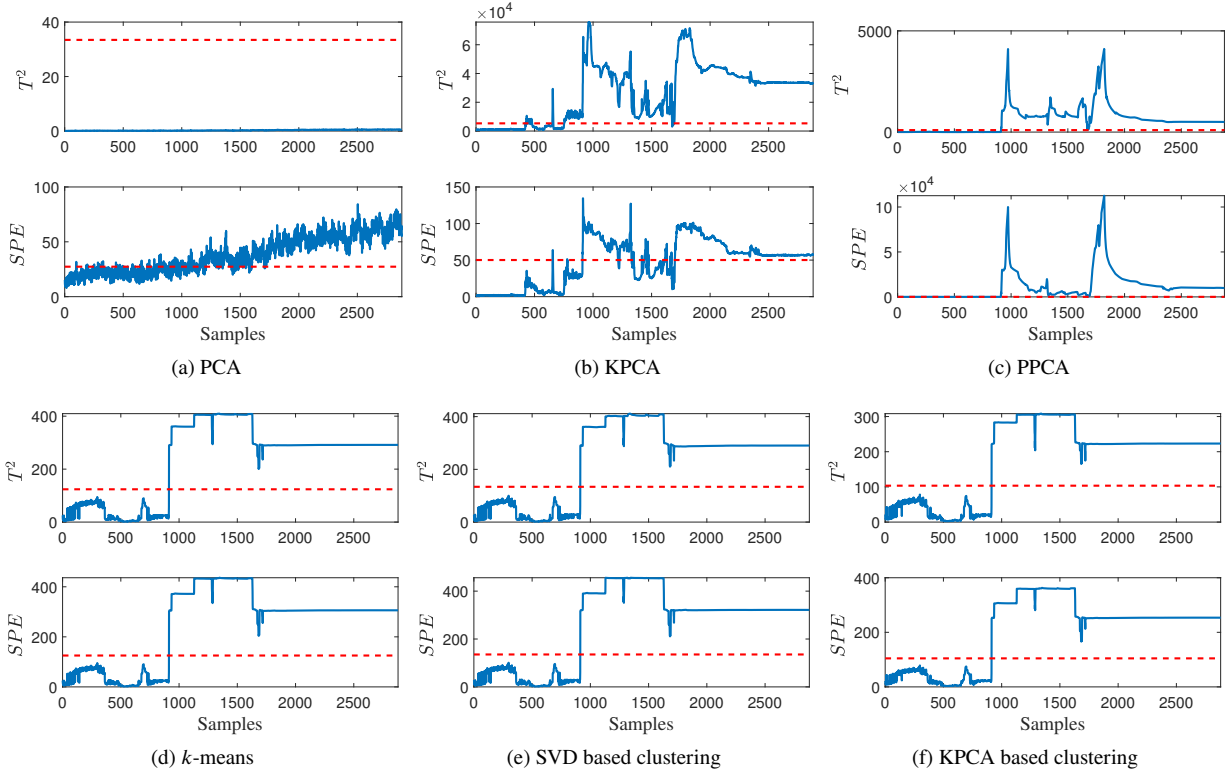 40
20
0
T²
0 500 1000 1500 2000 2500
100
50
0
SPE
0 500 1000 1500 2000 2500
Samples
(a) PCA
×10⁴
6
4
2
0
T²
0 500 1000 1500 2000 2500
150
100
50
0
SPE
0 500 1000 1500 2000 2500
Samples
(b) KPCA
5000
0
T²
0 500 1000 1500 2000 2500
×10⁴
10
5
0
SPE
0 500 1000 1500 2000 2500
Samples
(c) PPCA
400
200
0
T²
0 500 1000 1500 2000 2500
400
200
0
SPE
0 500 1000 1500 2000 2500
Samples
(d) k-means
400
200
0
T²
0 500 1000 1500 2000 2500
400
200
0
SPE
0 500 1000 1500 2000 2500
Samples
(e) SVD based clustering
300
200
100
0
T²
0 500 1000 1500 2000 2500
400
200
0
SPE
0 500 1000 1500 2000 2500
Samples
(f) KPCA based clustering